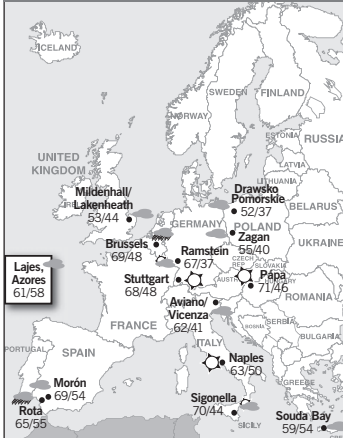 ICELAND
SWEDEN
FINLAND
NORWAY
ESTONIA
RUSSIA
LATVIA
LITHUANIA
UNITED
KINGDOM
Mildenhall/
Lakenheath
53/44
Drawsko
Pomorskie
52/37
BELARUS
GERMANY
POLAND
Zagan
55/40
Brussels
69/48
Ramstein
67/37
CZECH
REP.
SLOVAKIA
UKRAINE
Lajes,
Azores
61/58
Stuttgart
68/48
Pápa
71/46
Aviano/
Vicenza
62/41
ROMANIA
FRANCE
BOSNIA
SERBIA
BULGARIA
ITALY
PORTUGAL
SPAIN
Naples
63/50
Morón
69/54
GREECE
Rota
65/55
Sigonella
70/44
SICILY
Souda Bay
59/54